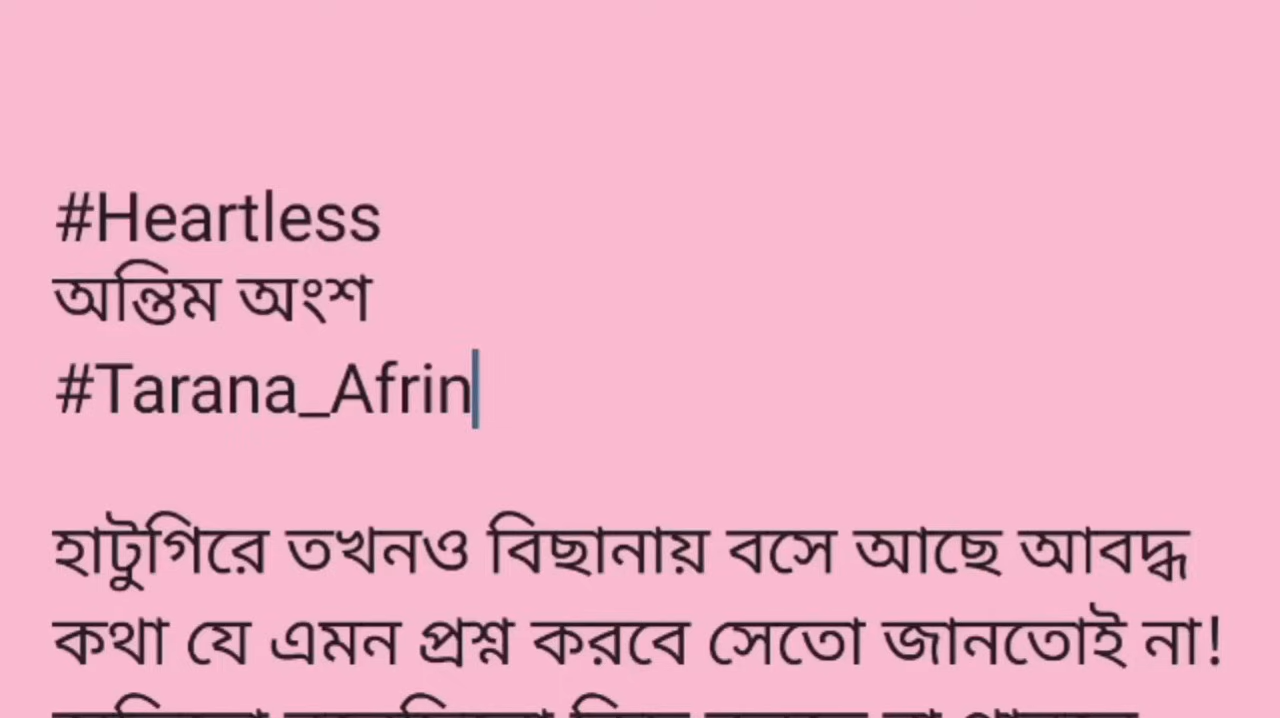 #Heartless
অন্তিম অংশ
#Tarana_Afrin
হাটুগিরে তখনও বিছানায় বসে আছে আবদ্ধ
কথা যে এমন প্রশ্ন করবে সেতো জানতোই না!